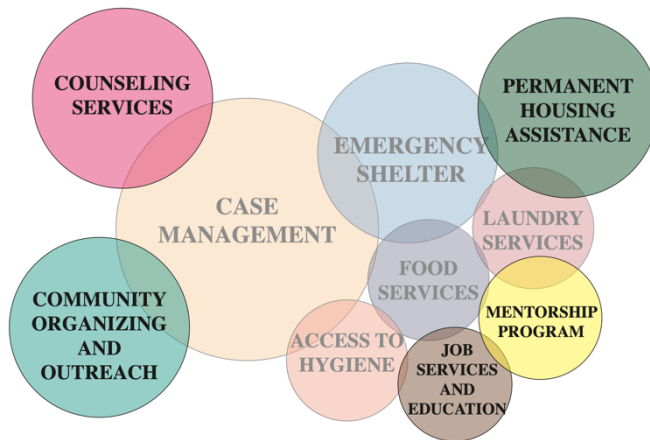 COUNSELING
SERVICES
PERMANENT
HOUSING
ASSISTANCE
EMERGENCY
SHELTER
CASE
MANAGEMENT
LAUNDRY
SERVICES
FOOD
SERVICES
COMMUNITY
ORGANIZING
AND
OUTREACH
MENTORSHIP
PROGRAM
ACCESS TO
HYGIENE
JOB
SERVICES
AND
EDUCATION